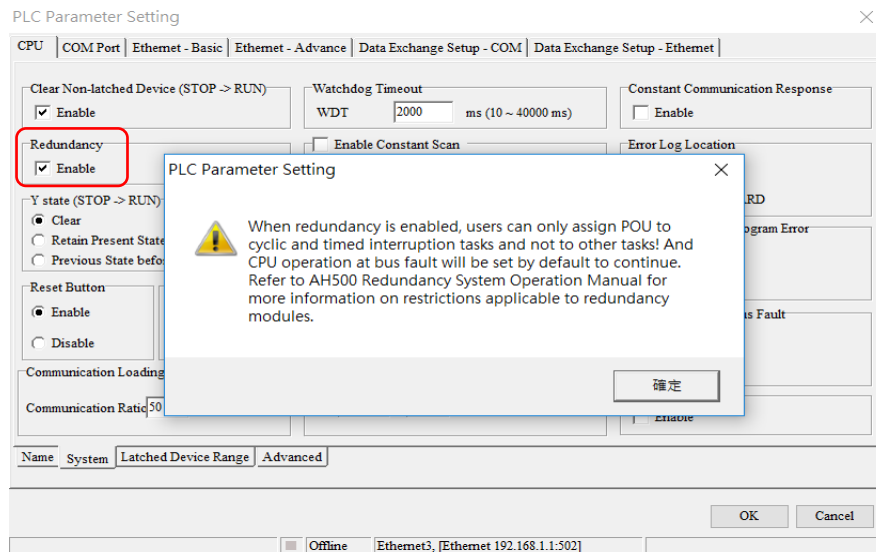 PLC Parameter Setting
CPU COM Port Ethernet - Basic Ethernet - Advance Data Exchange Setup - COM Data Exchange Setup - Ethernet
Clear Non-latched Device (STOP -> RUN)
Enable
Watchdog Timeout
WDT 2000 ms (10 ~ 40000 ms)
Constant Communication Response
Enable
Redundancy
Enable
Enable Constant Scan
Error Log Location
PLC Parameter Setting
When redundancy is enabled, users can only assign POU to
cyclic and timed interruption tasks and not to other tasks! And
CPU operation at bus fault will be set by default to continue.
Refer to AH500 Redundancy System Operation Manual for
more information on restrictions applicable to redundancy
modules.
確定
Y state (STOP -> RUN)
Clear
Retain Present State
Previous State
Reset Button
Enable
Disable
Communication Loading
Communication Ratio 50
Error
Fault
Enable
Name System Latched Device Range Advanced
OK Cancel
Offline Ethernet3, [Ethernet 192.168.1.1:502]